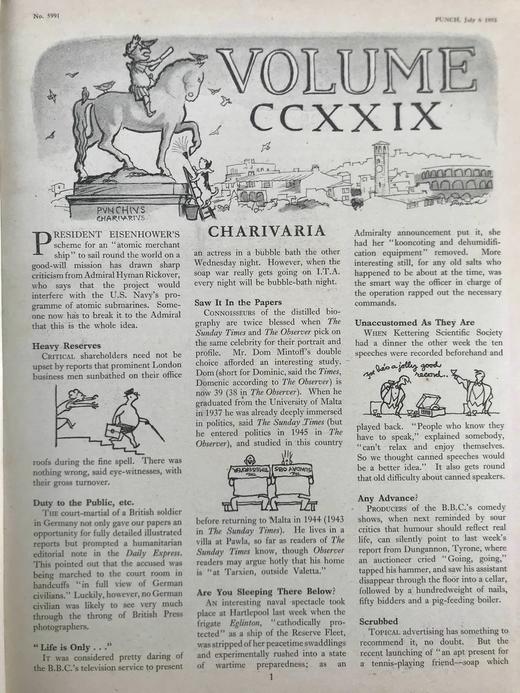 No. 5991
PUNCH, July 6 1955
VOLUME
CCXXIX
PUNCHIUS
CHARIVARIUS
CHARIVARIA
PRESIDENT EISENHOWER'S
scheme for an "atomic merchant
ship" to sail round the world on a
good-will mission has drawn sharp
criticism from Admiral Hyman Rickover,
who says that the project would
interfere with the U.S. Navy's pro-
gramme of atomic submarines. Some-
one now has to break it to the Admiral
that this is the whole idea.
Heavy Reserves
CRITICAL shareholders need not be
upset by reports that prominent London
business men sunbathed on their office
roofs during the fine spell. There was
nothing wrong, said eye-witnesses, with
their gross turnover.
Duty to the Public, etc.
THE court-martial of a British soldier
in Germany not only gave our papers an
opportunity for fully detailed illustrated
reports but prompted a humanitarian
editorial note in the Daily Express.
This pointed out that the accused was
being marched to the court room in
handcuffs "in full view of German
civilians." Luckily, however, no German
civilian was likely to see very much
through the throng of British Press
photographers.
"Life is Only . . ."
IT was considered pretty daring of
the B.B.C.'s television service to present
an actress in a bubble bath the other
Wednesday night. However, when the
soap war really gets going on I.T.A.
every night will be bubble-bath night.
Saw It in the Papers
CONNOISSEURS of the distilled bio-
graphy are twice blessed when The
Sunday Times and The Observer pick on
the same celebrity for their portrait and
profile. Mr. Dom Mintoff's double
choice afforded an interesting study.
Dom (short for Dominic, said the Times,
Domenic according to The Observer) is
now 39 (38 in The Observer). When he
graduated from the University of Malta
in 1937 he was already deeply immersed
in politics, said The Sunday Times (but
he entered politics in 1945 in The
Observer), and studied in this country
before returning to Malta in 1944 (1943
in The Sunday Times). He lives in a
villa at Pawla, so far as readers of The
Sunday Times know, though Observer
readers may argue hotly that his home
is "at Tarxien, outside Valetta."
Are You Sleeping There Below?
AN interesting naval spectacle took
place at Hartlepool last week when the
frigate Eglinton, "cathodically pro-
tected" as a ship of the Reserve Fleet,
was stripped of her peacetime swaddlings
and experimentally rushed into a state
of wartime preparedness; as an
Admiralty announcement put it, she
had her "kooncoting and dehumidifi-
cation equipment" removed. More
interesting still, for any old salts who
happened to be about at the time, was
the smart way the officer in charge of
the operation rapped out the necessary
commands.
Unaccustomed As They Are
WHEN Kettering Scientific Society
had a dinner the other week the ten
speeches were recorded beforehand and
a jolly good
record
played back. "People who know they
have to speak," explained somebody,
"can't relax and enjoy themselves.
So we thought canned speeches would
be a better idea." It also gets round
that old difficulty about canned speakers.
Any Advance?
PRODUCERS of the B.B.C.'s comedy
shows, when next reminded by sour
critics that humour should reflect real
life, can silently point to last week's
report from Dungannon, Tyrone, where
an auctioneer cried "Going, going,"
tapped his hammer, and saw his assistant
disappear through the floor into a cellar,
followed by a hundredweight of nails,
fifty bidders and a pig-feeding boiler.
Scrubbed
TOPICAL advertising has something to
recommend it, no doubt. But the
recent launching of "an apt present for
a tennis-playing friend—soap which
1